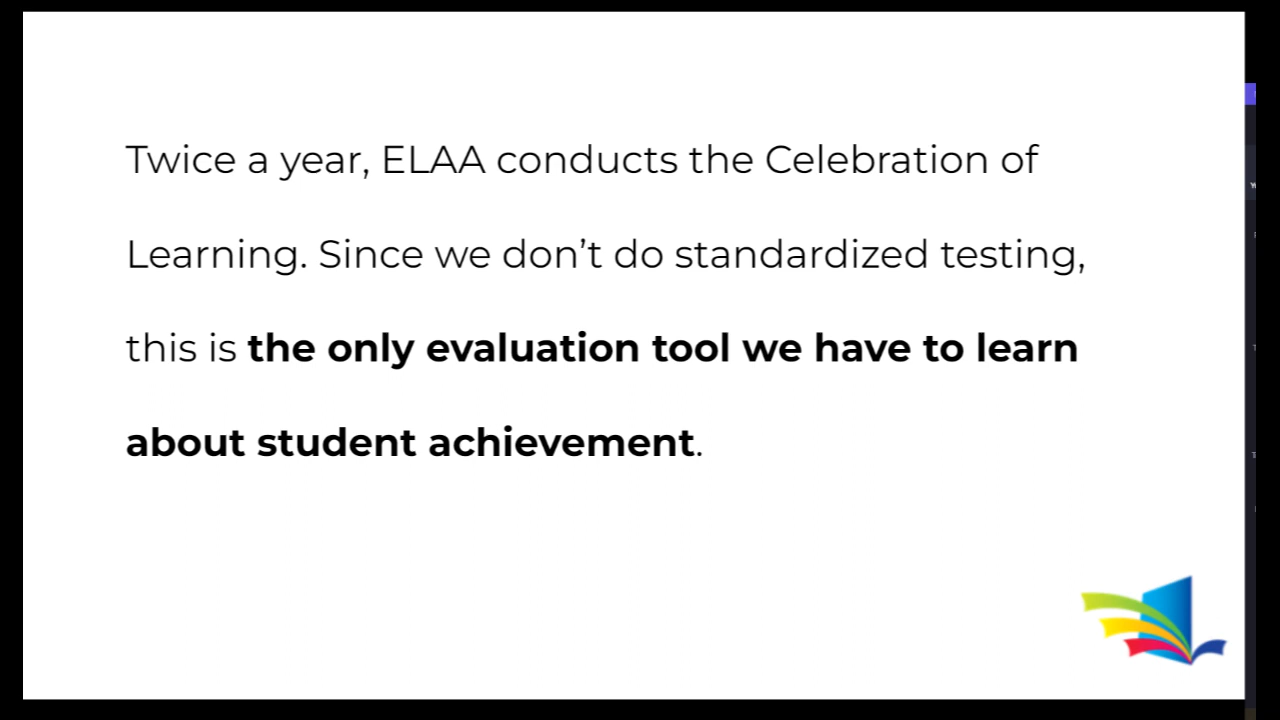 Twice a year, ELAA conducts the Celebration of
Learning. Since we don’t do standardized testing,
this is the only evaluation tool we have to learn
about student achievement.